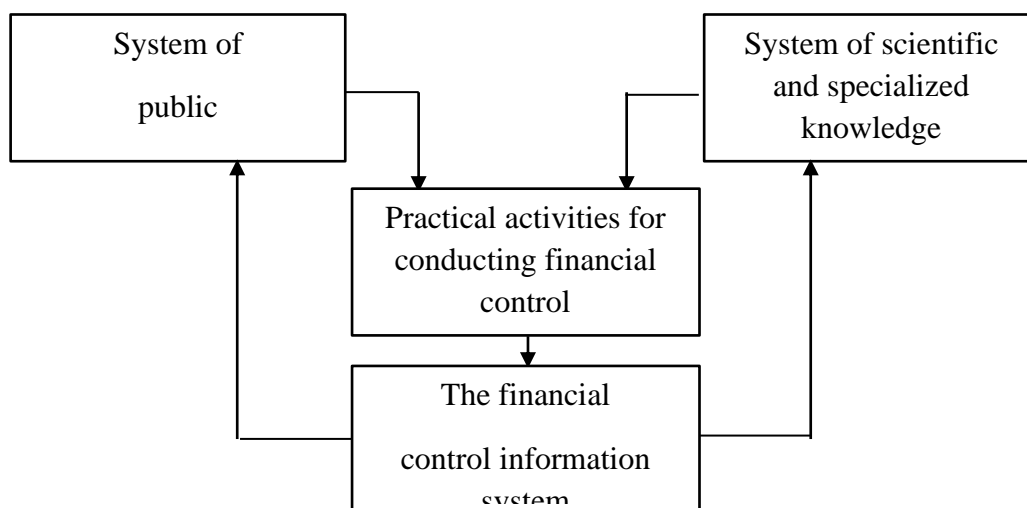 System of
public
System of scientific
and specialized
knowledge
Practical activities for
conducting financial
control
The financial
control information
system